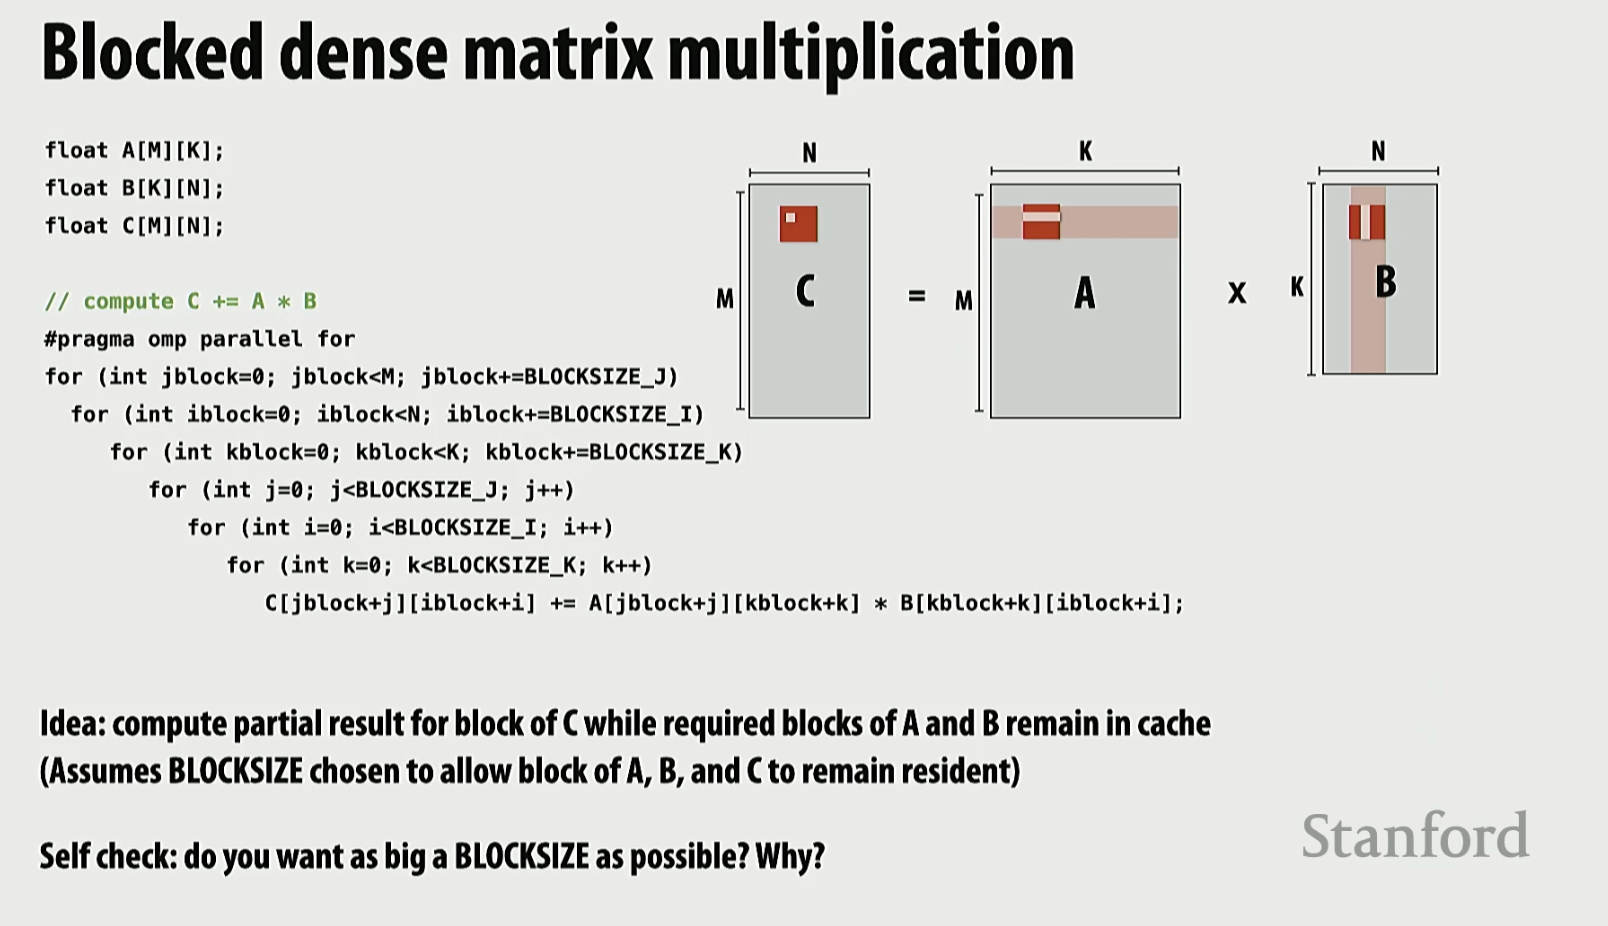 Blocked dense matrix multiplication
float A[M][K];
float B[K][N];
float C[M][N];
// compute C += A * B
#pragma omp parallel for
for (int jblock=0; jblock<M; jblock+=BLOCKSIZE_J)
for (int iblock=0; iblock<N; iblock+=BLOCKSIZE_I)
for (int kblock=0; kblock<K; kblock+=BLOCKSIZE_K)
for (int j=0; j<BLOCKSIZE_J; j++)
for (int i=0; i<BLOCKSIZE_I; i++)
for (int k=0; k<BLOCKSIZE_K; k++)
C[jblock+j][iblock+i] += A[jblock+j][kblock+k] * B[kblock+k][iblock+i];
N
K
N
M
C
=
M
A
x
K
B
Idea: compute partial result for block of C while required blocks of A and B remain in cache
(Assumes BLOCKSIZE chosen to allow block of A, B, and C to remain resident)
Self check: do you want as big a BLOCKSIZE as possible? Why?
Stanford